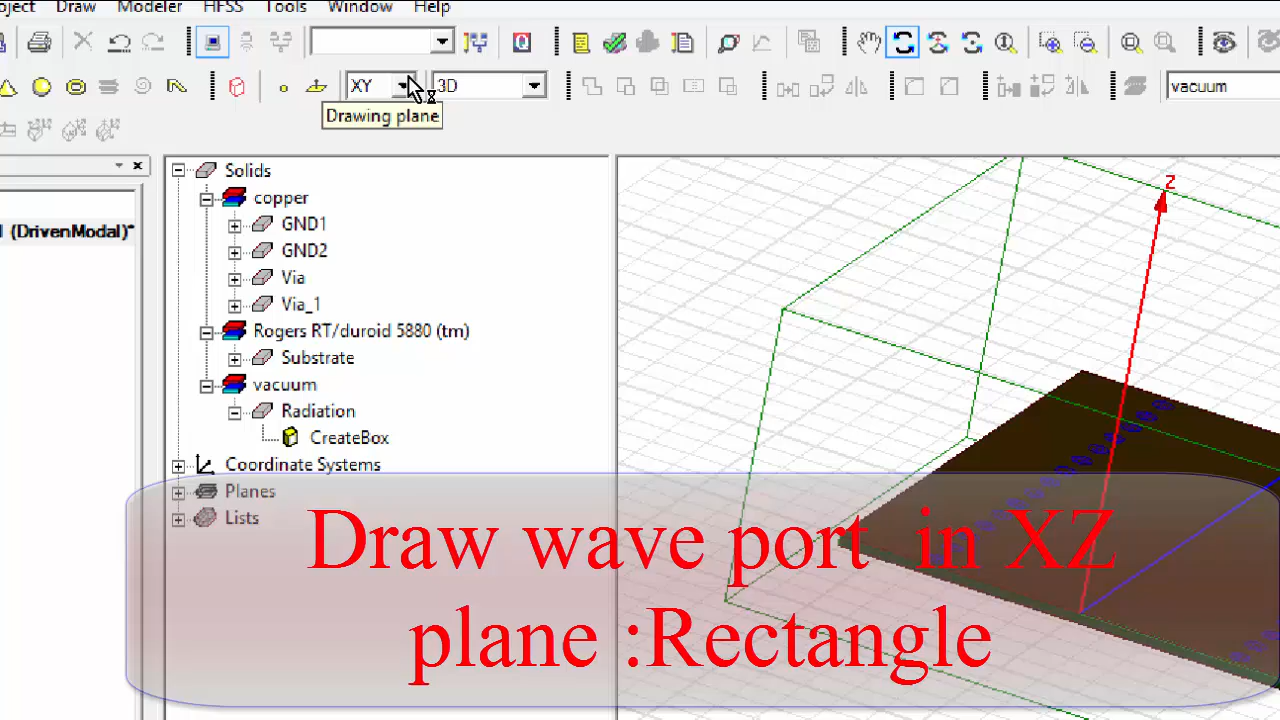 oject Draw Modeler HFSS Tools Window Help
XY 3D vacuum
Drawing plane
Solids
copper
GND1
(DrivenModal)*
GND2
Via
Via_1
Rogers RT/duroid 5880 (tm)
Substrate
vacuum
Radiation
CreateBox
Coordinate Systems
Planes
Lists
Z
Draw wave port in XZ
plane :Rectangle